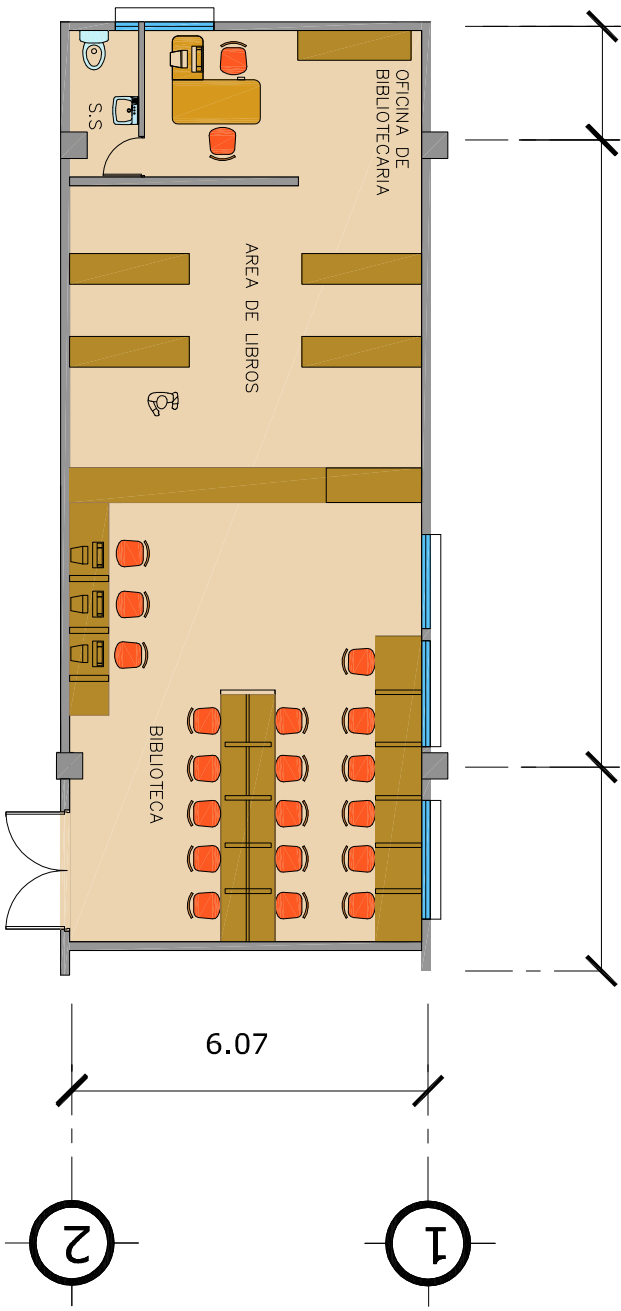 OFICINA DE
BIBLIOTECARIA
S.S
AREA DE LIBROS
BIBLIOTECA
6.07
2
1